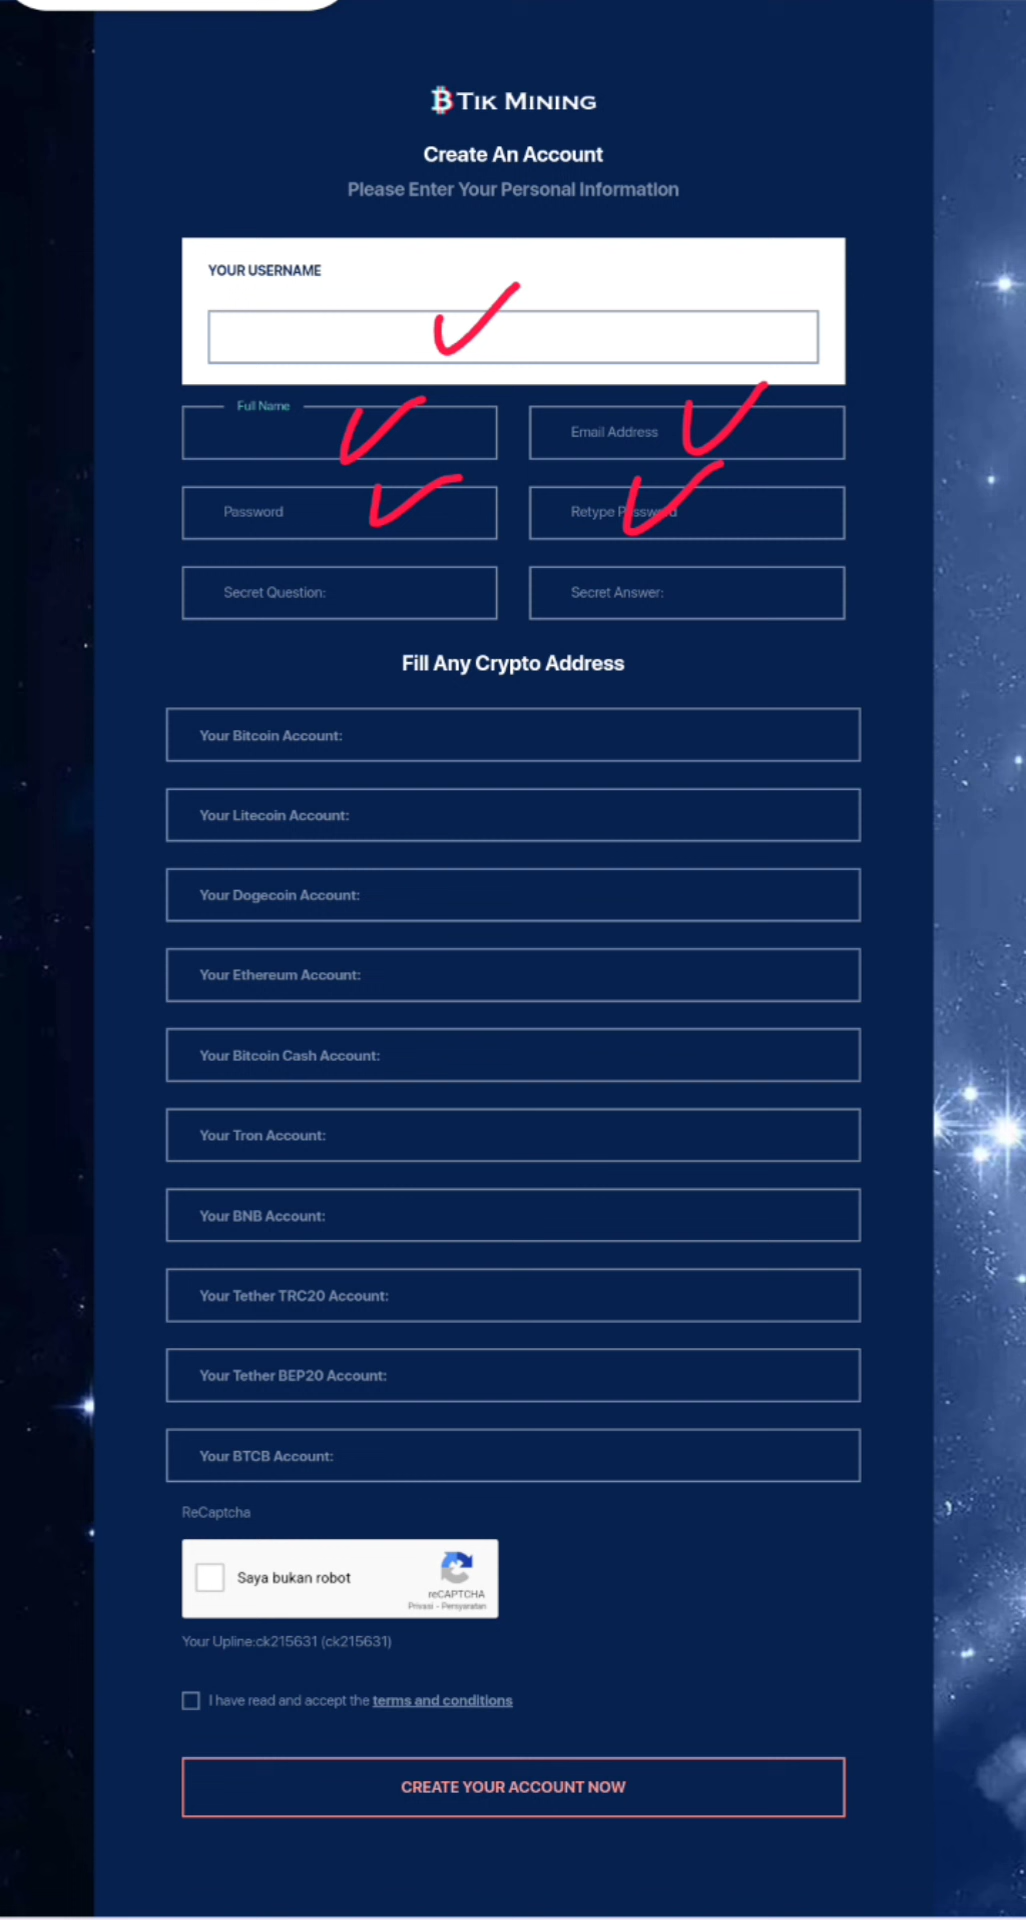 TIK MINING
Create An Account
Please Enter Your Personal Information
YOUR USERNAME
Full Name
Email Address
Password
Retype Password
Secret Question:
Secret Answer:
Fill Any Crypto Address
Your Bitcoin Account:
Your Litecoin Account:
Your Dogecoin Account:
Your Ethereum Account:
Your Bitcoin Cash Account:
Your Tron Account:
Your BNB Account:
Your Tether TRC20 Account:
Your Tether BEP20 Account:
Your BTCB Account:
ReCaptcha
Saya bukan robot
reCAPTCHA
Privasi - Persyaratan
Your Upline:ck215631 (ck215631)
I have read and accept the terms and conditions
CREATE YOUR ACCOUNT NOW